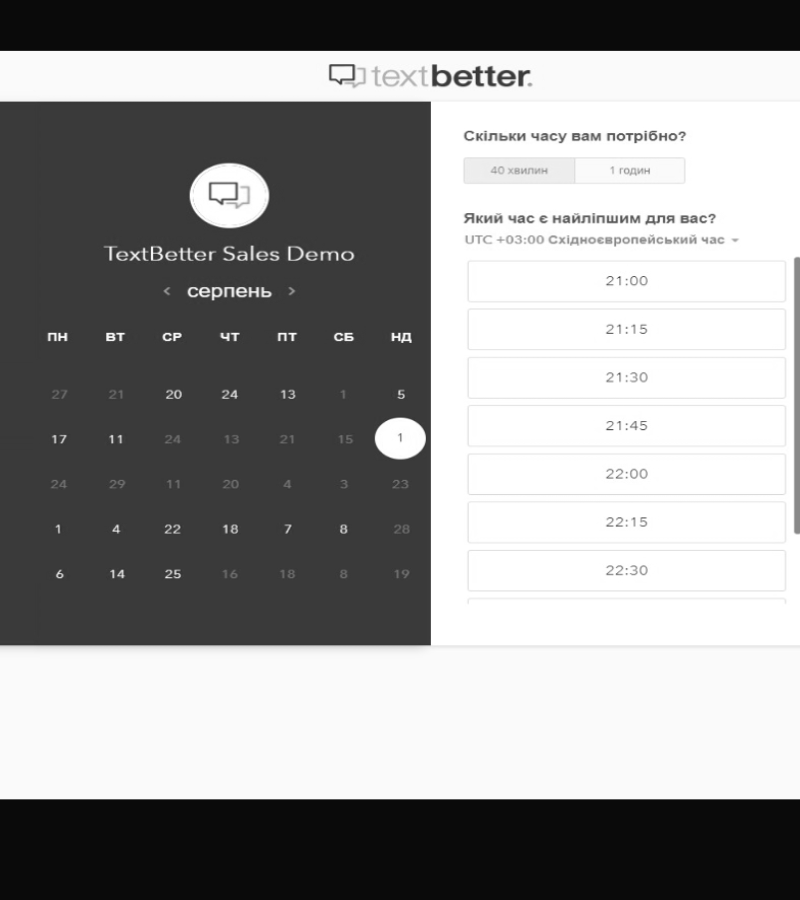 textbetter.
TextBetter Sales Demo
< серпень >
ПН ВТ СР ЧТ ПТ СБ НД
27 21 20 24 13 1 5
17 11 24 13 21 15 1
24 29 11 20 4 3 23
1 4 22 18 7 8 28
6 14 25 16 18 8 19
Скільки часу вам потрібно?
40 хвилин 1 годин
Який час є найліпшим для вас?
UTC +03:00 Східноєвропейський час
21:00
21:15
21:30
21:45
22:00
22:15
22:30